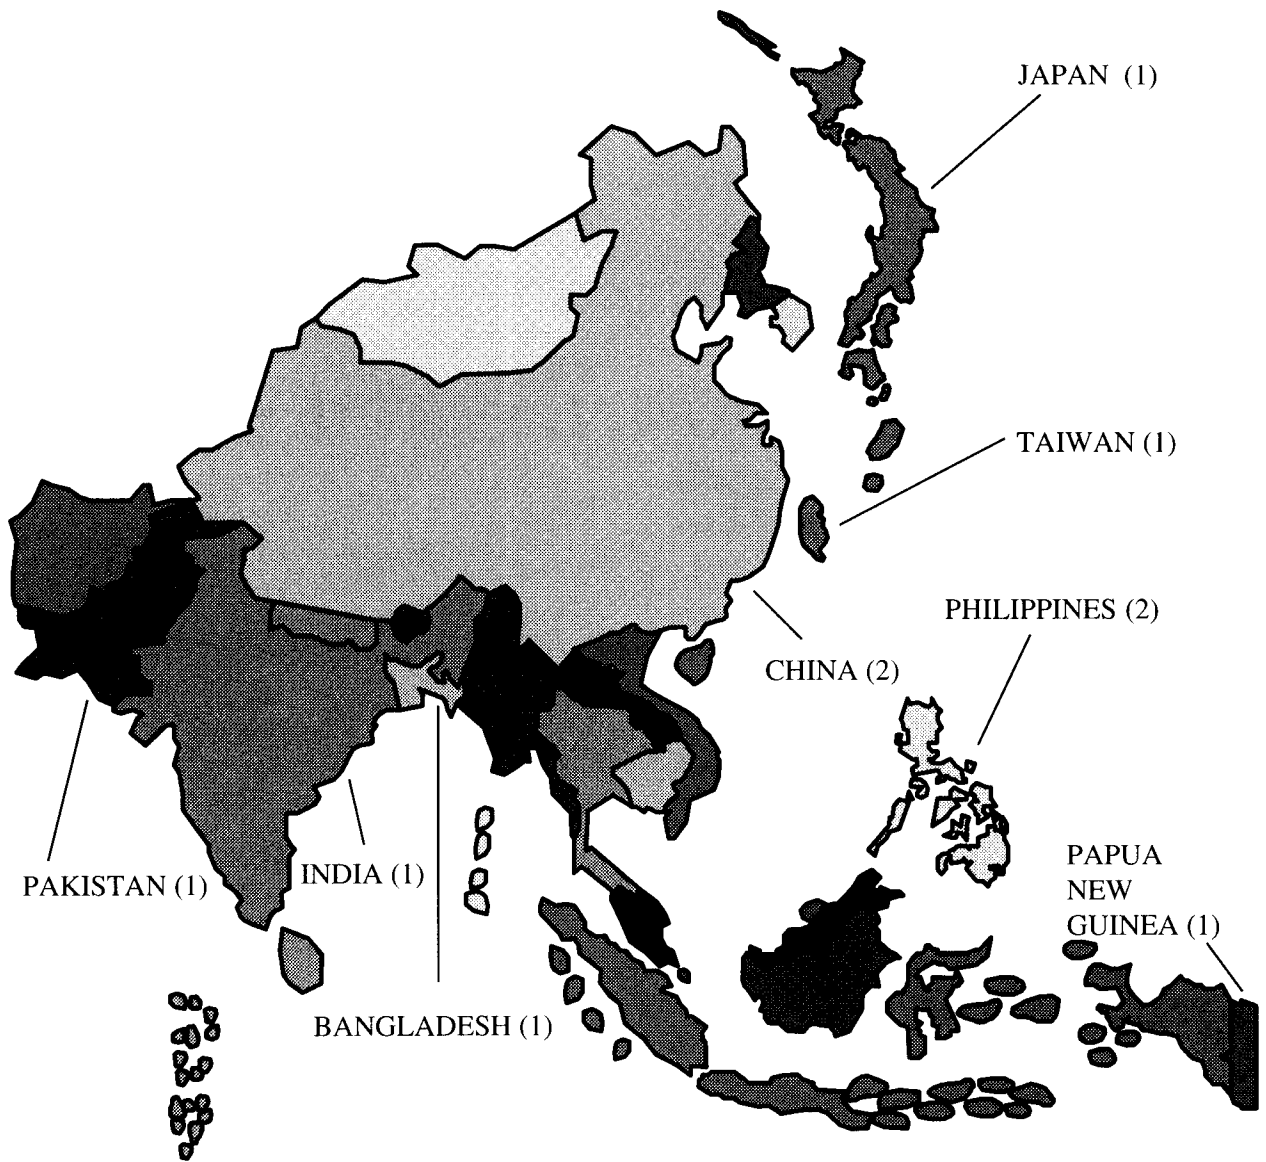 JAPAN (1)
TAIWAN (1)
PHILIPPINES (2)
CHINA (2)
PAPUA
NEW
GUINEA (1)
INDIA (1)
PAKISTAN (1)
BANGLADESH (1)